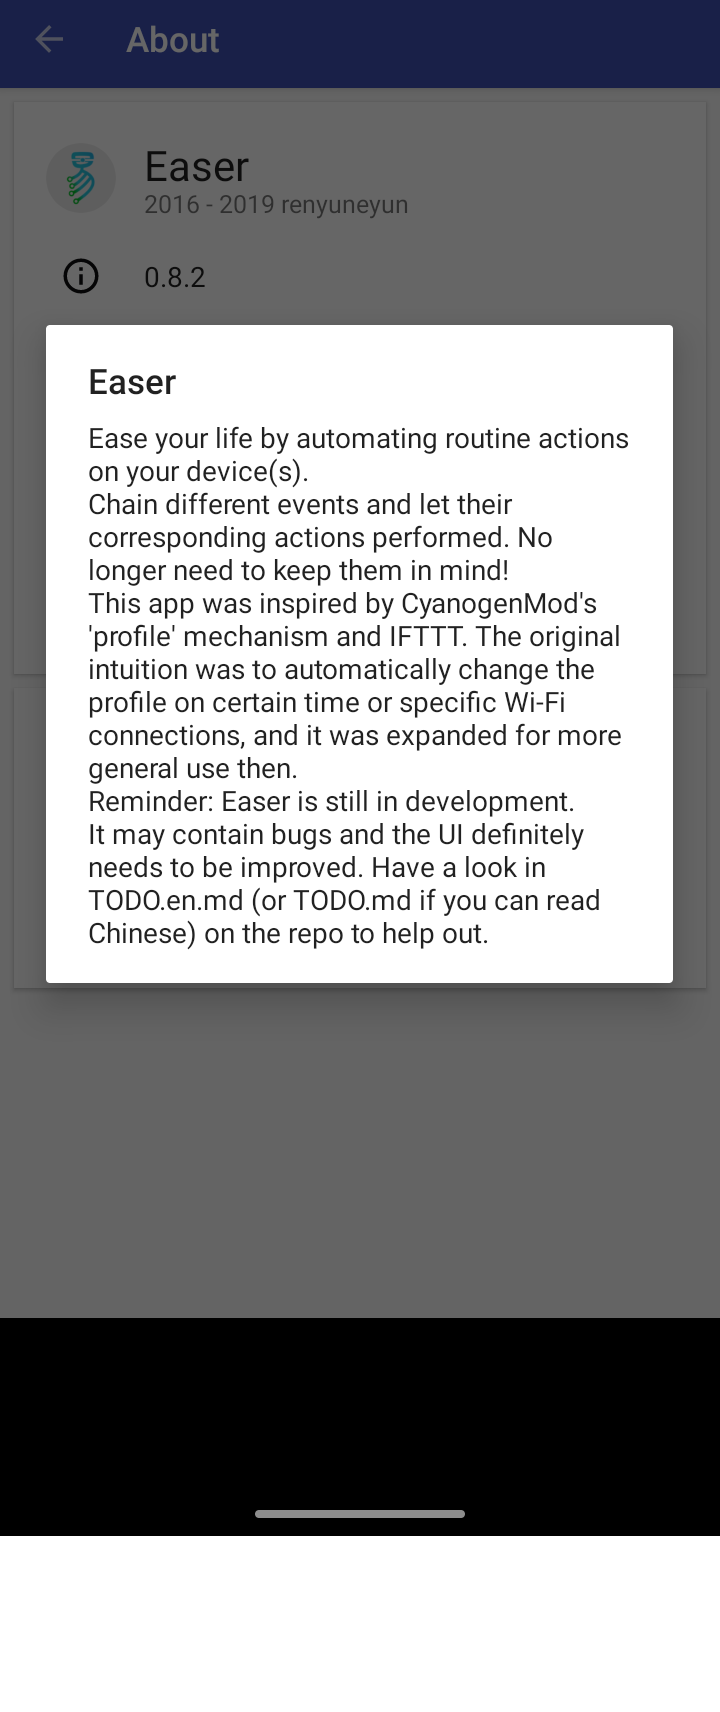 About
Easer
2016 - 2019 renyuneyun
0.8.2
Easer
Ease your life by automating routine actions
on your device(s).
Chain different events and let their
corresponding actions performed. No
longer need to keep them in mind!
This app was inspired by CyanogenMod's
'profile' mechanism and IFTTT. The original
intuition was to automatically change the
profile on certain time or specific Wi-Fi
connections, and it was expanded for more
general use then.
Reminder: Easer is still in development.
It may contain bugs and the UI definitely
needs to be improved. Have a look in
TODO.en.md (or TODO.md if you can read
Chinese) on the repo to help out.